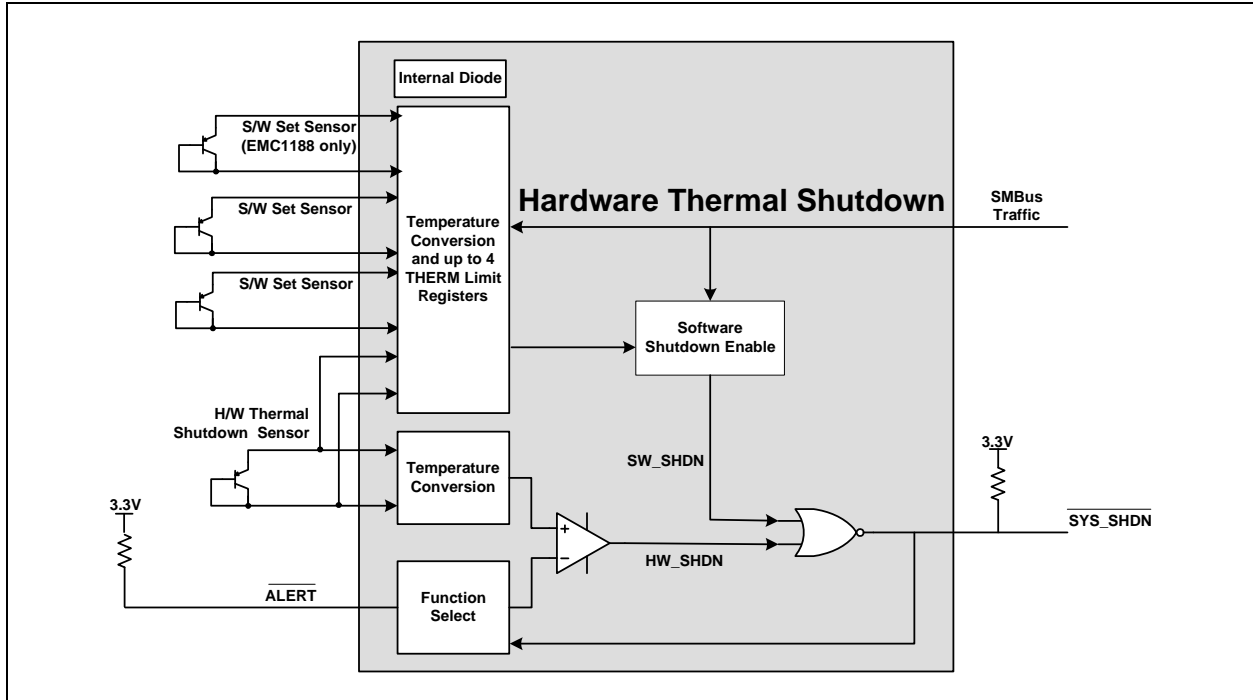 Internal Diode
S/W Set Sensor
(EMC1188 only)
S/W Set Sensor
S/W Set Sensor
Temperature
Conversion
and up to 4
THERM Limit
Registers
Hardware Thermal Shutdown
SMBus
Traffic
Software
Shutdown Enable
H/W Thermal
Shutdown Sensor
Temperature
Conversion
SW_SHDN
3.3V
3.3V
+
−
HW_SHDN
SYS_SHDN
ALERT
Function
Select